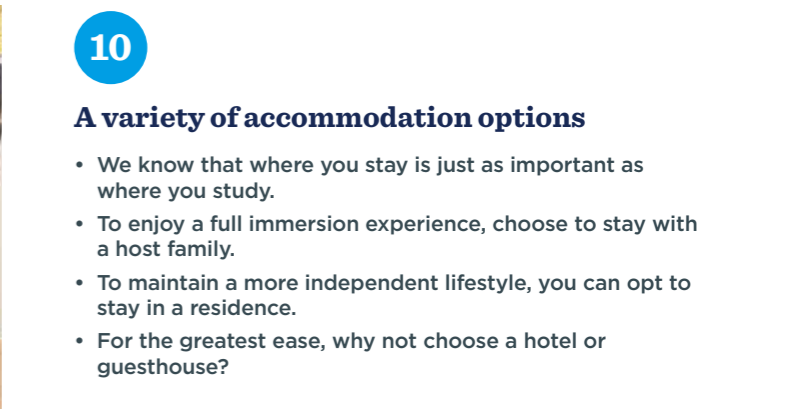 10
A variety of accommodation options
• We know that where you stay is just as important as
where you study.
• To enjoy a full immersion experience, choose to stay with
a host family.
• To maintain a more independent lifestyle, you can opt to
stay in a residence.
• For the greatest ease, why not choose a hotel or
guesthouse?